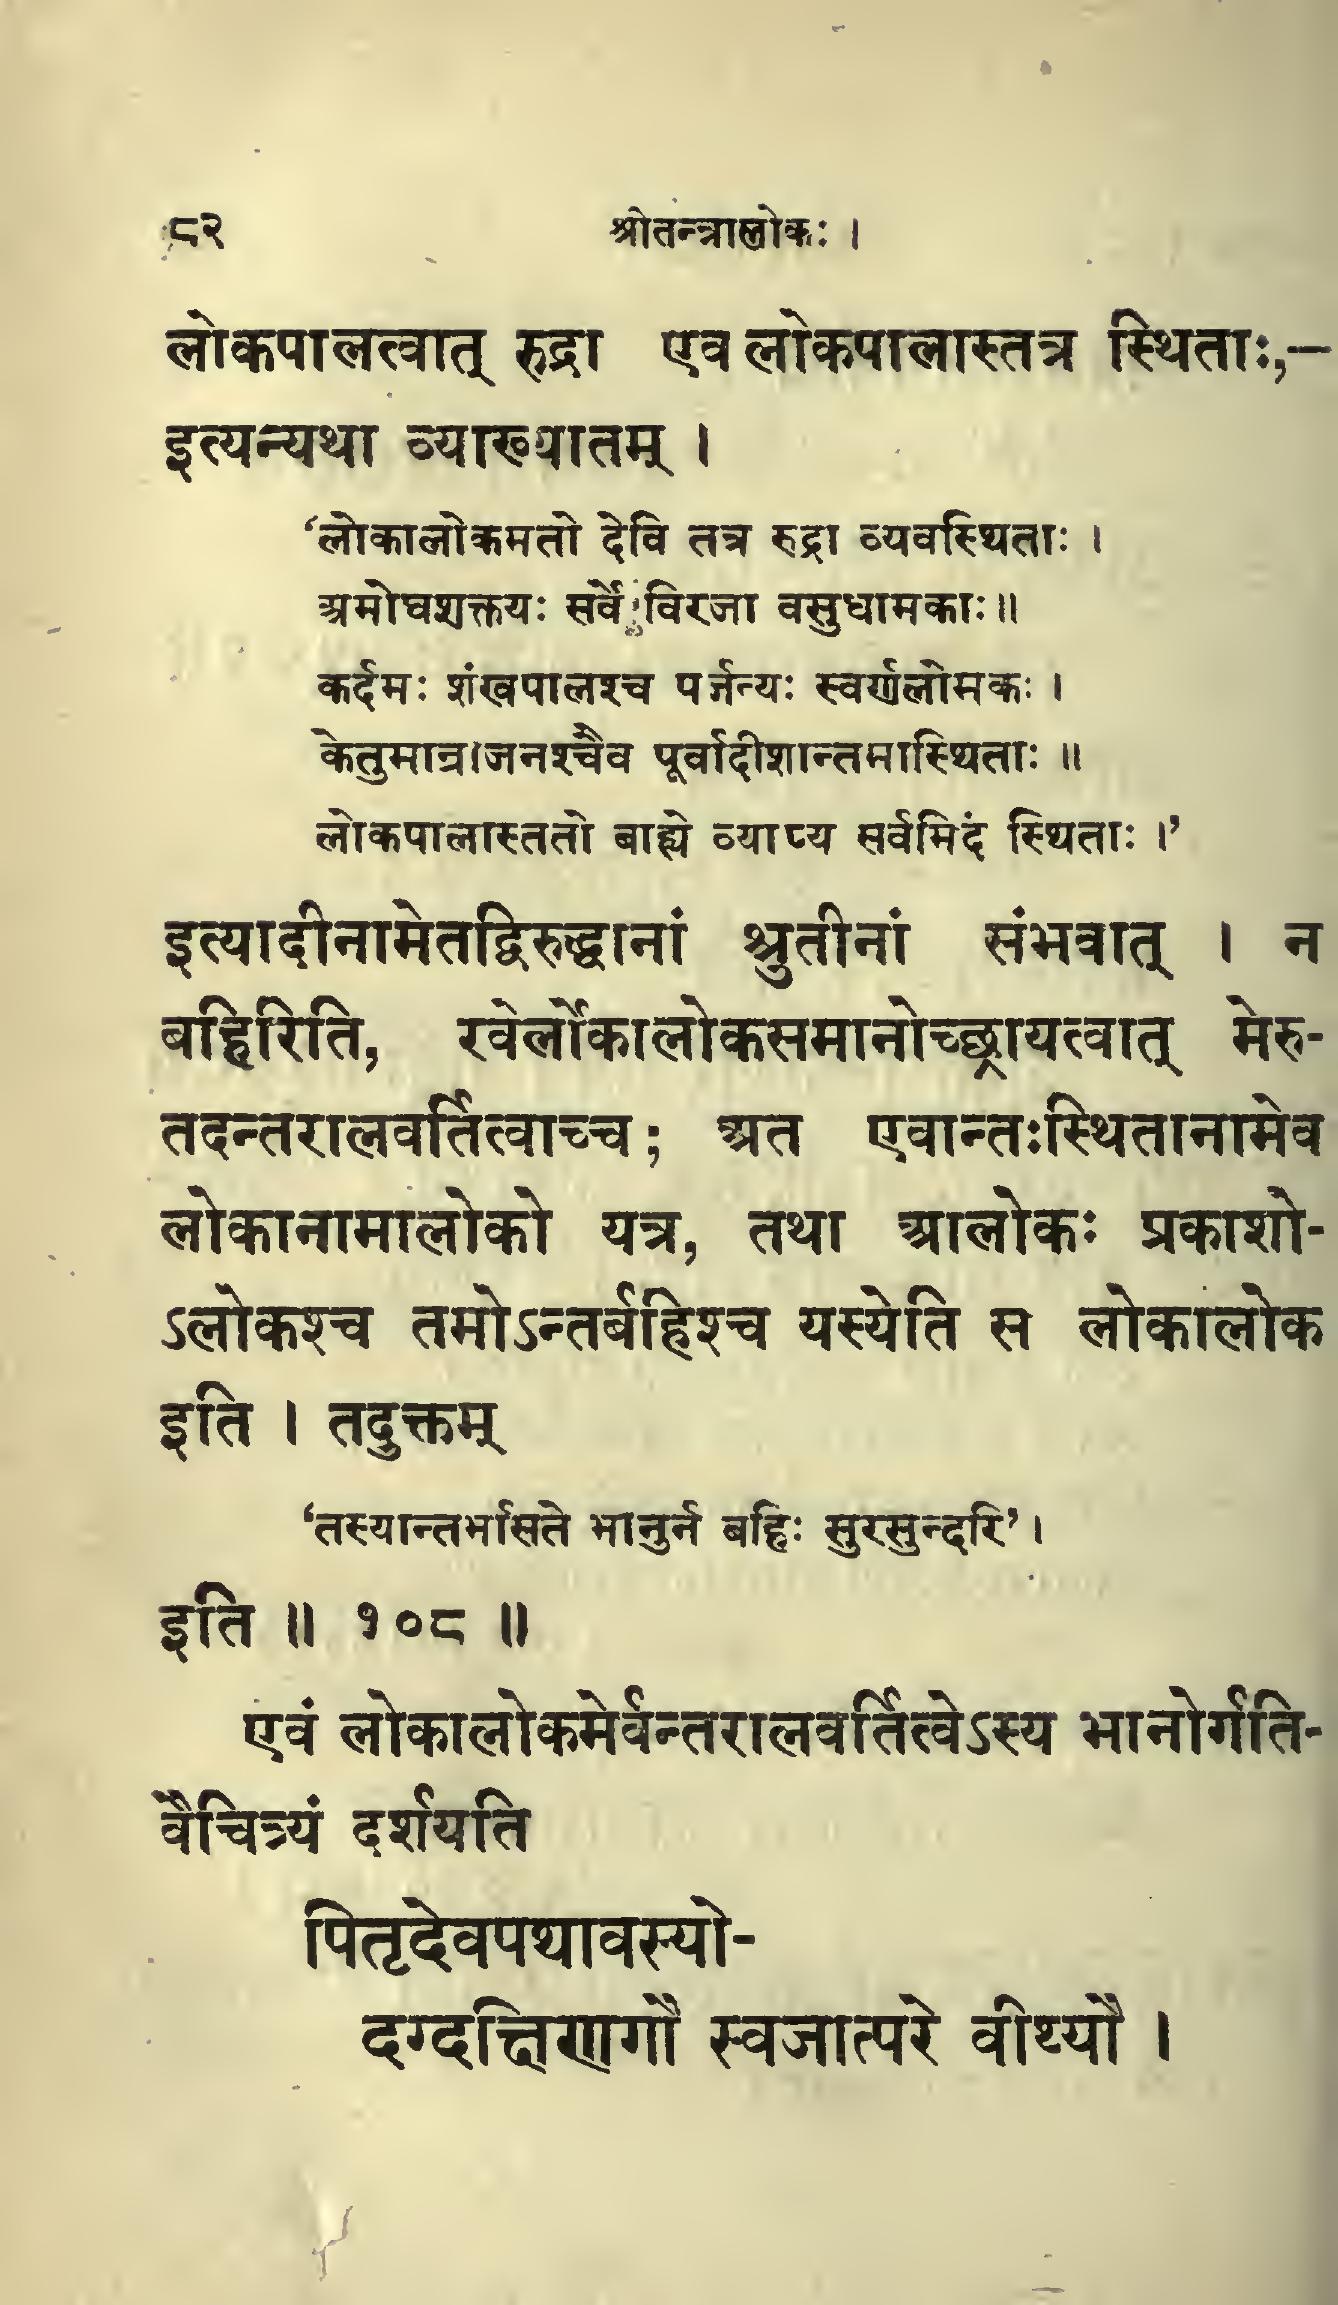 ८२ श्रीतन्त्रालोकः ।
लोकपालत्वात् रुद्रा एव लोकपालास्तत्र स्थिताः,—
इत्यन्यथा व्याख्यातम् ।
‘लोकालोकमतो देवि तत्र रुद्रा व्यवस्थिताः ।
अमोघशक्तयः सर्वे विरजा वसुधामकाः॥
कर्दमः शंखपालश्च पर्जन्यः स्वर्णलोमकः ।
केतुमान्राजनश्चैव पूर्वादीशान्तमास्थिताः ॥
लोकपालास्ततो बाह्ये व्याप्य सर्वमिदं स्थिताः ।’
इत्यादीनामेतद्विरुद्धानां श्रुतीनां संभवात् । न
बहिरिति, रवेर्लोकालोकसमानोच्छ्रायत्वात् मेरु-
तदन्तरालवर्तित्वाच्च; अत एवान्तःस्थितानामेव
लोकानामालोको यत्र, तथा आलोकः प्रकाशो-
ऽलोकश्च तमोऽन्तर्बहिश्च यस्येति स लोकालोक
इति । तदुक्तम्
‘तस्यान्तर्भासते भानुर्न बहिः सुरसुन्दरि’।
इति ॥ १०८ ॥
एवं लोकालोकमेर्वन्तरालवर्तित्वेऽस्य भानोर्गति-
वैचित्र्यं दर्शयति
पितृदेवपथावस्यो-
दग्दक्षिणगौ स्वजात्परे वीथ्यौ ।